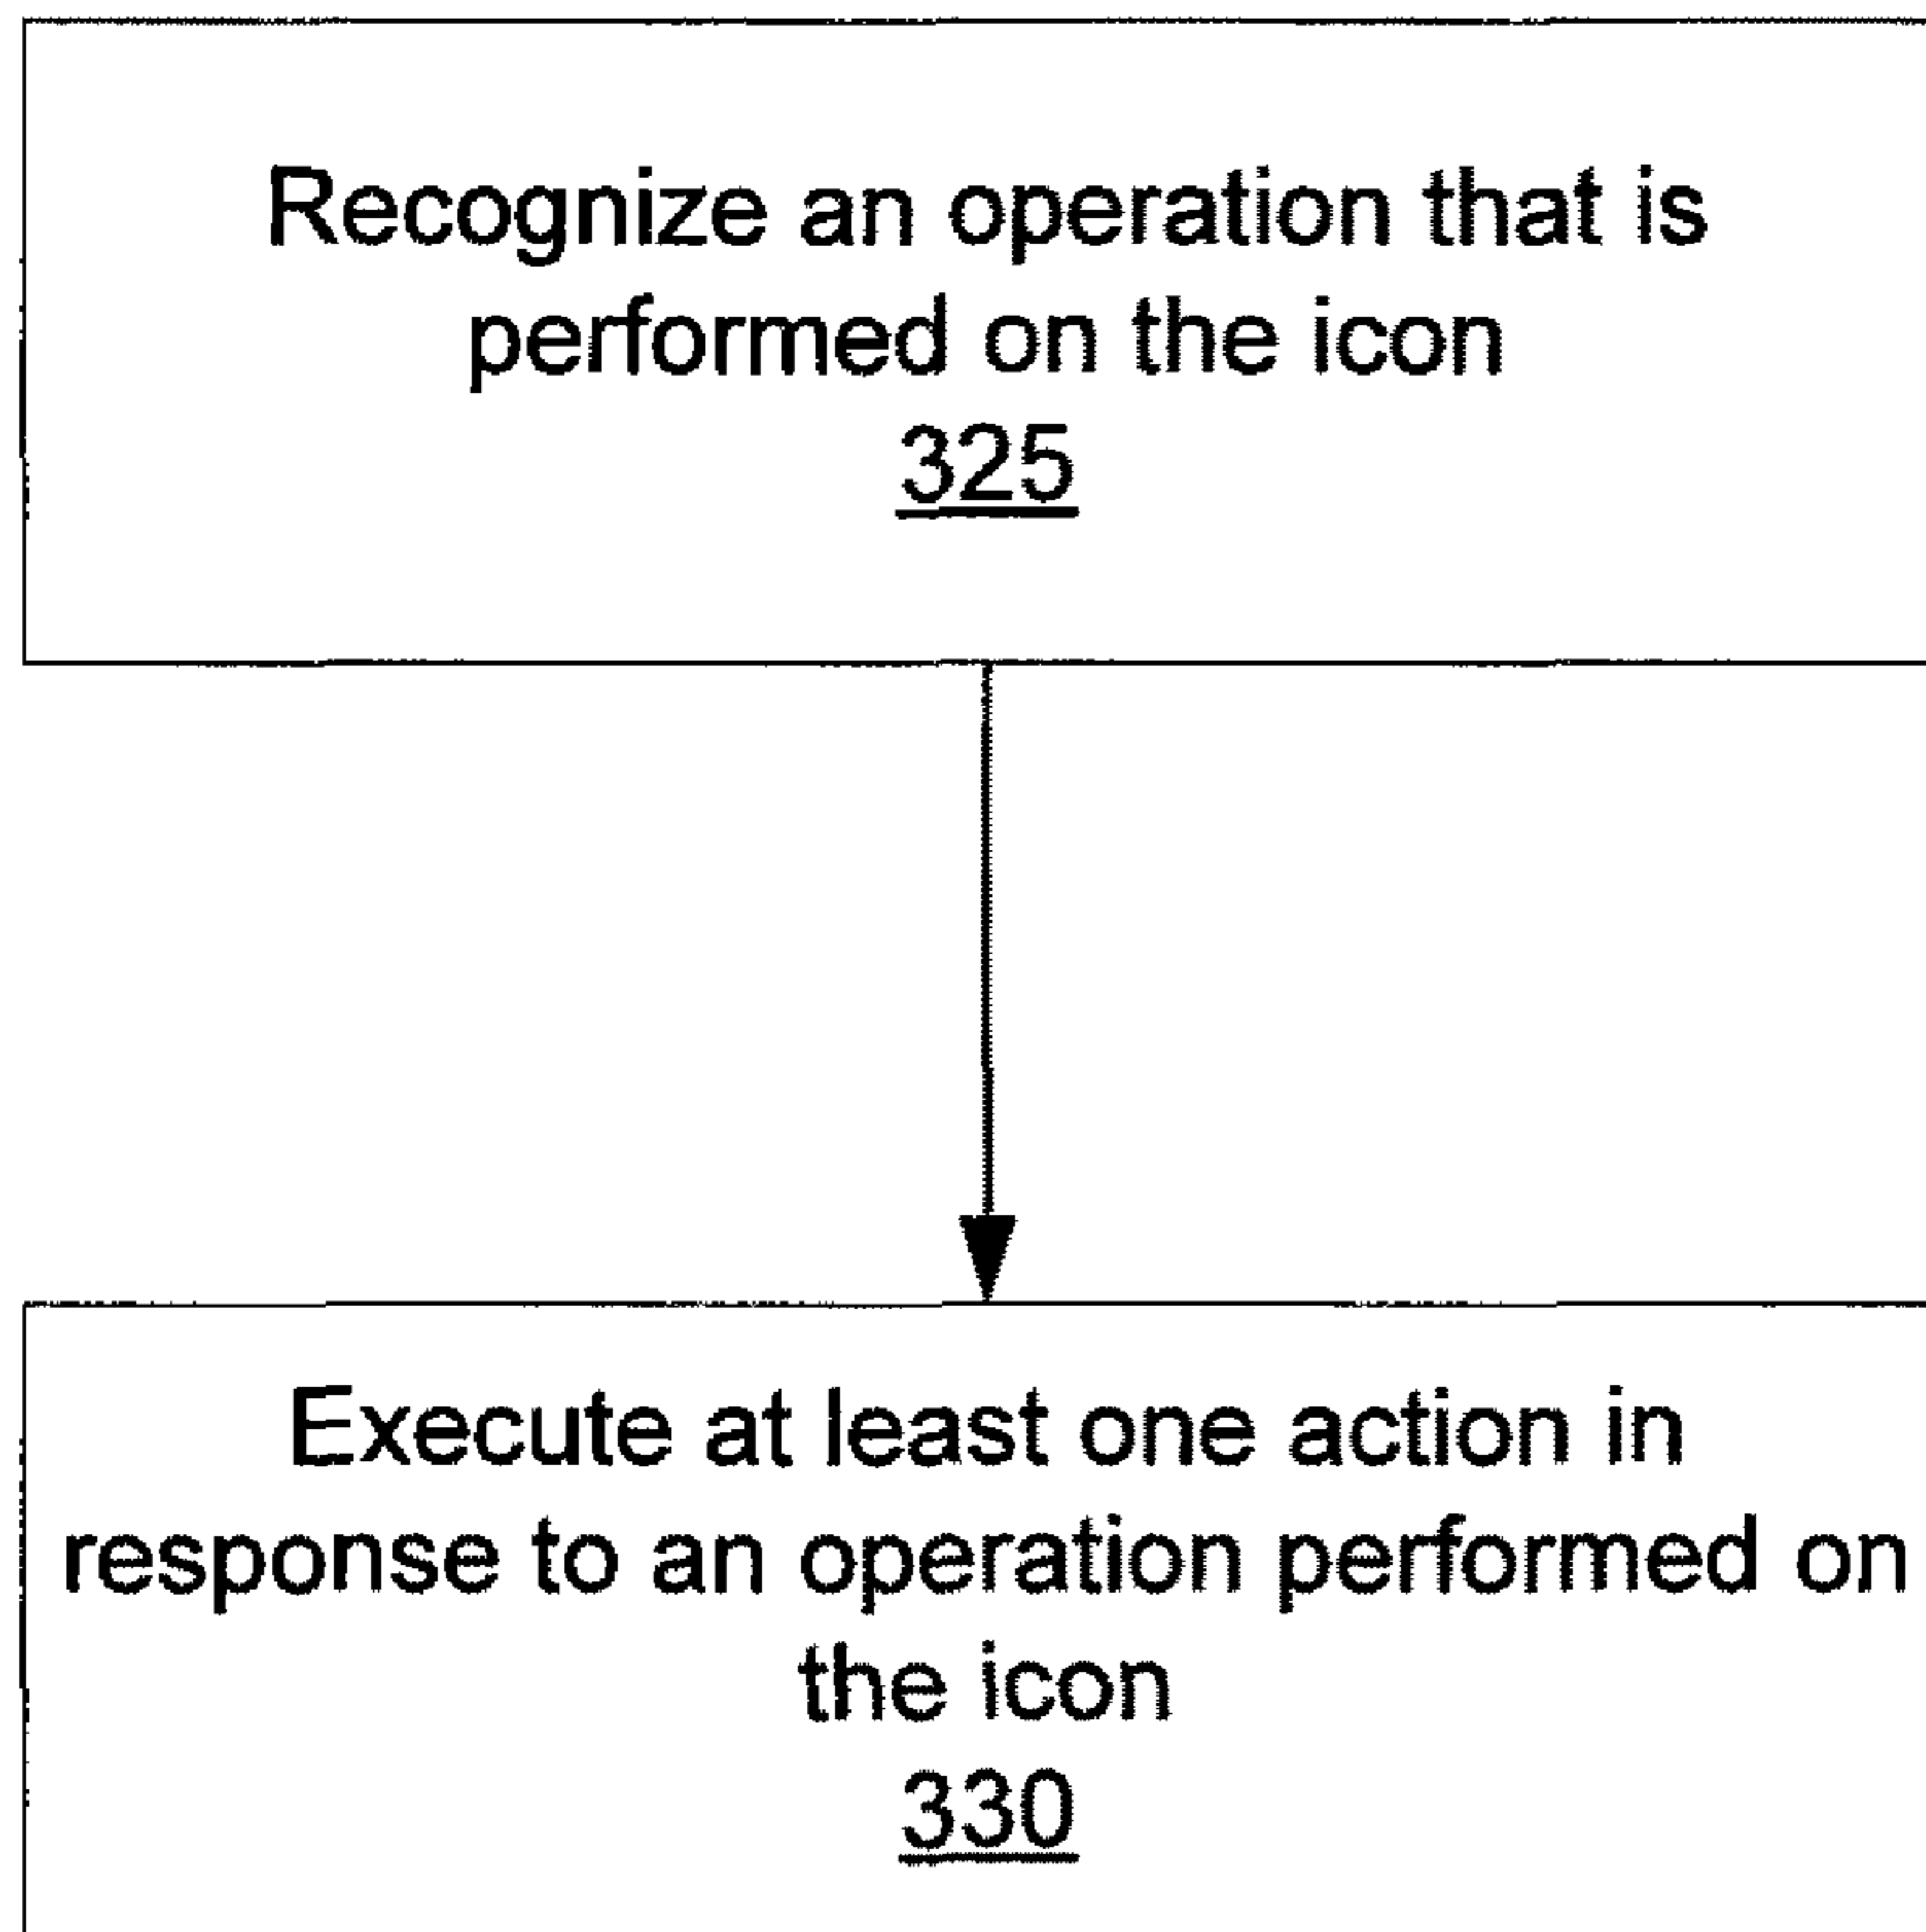 Recognize an operation that is
performed on the icon
325
Execute at least one action in
response to an operation performed on
the icon
330